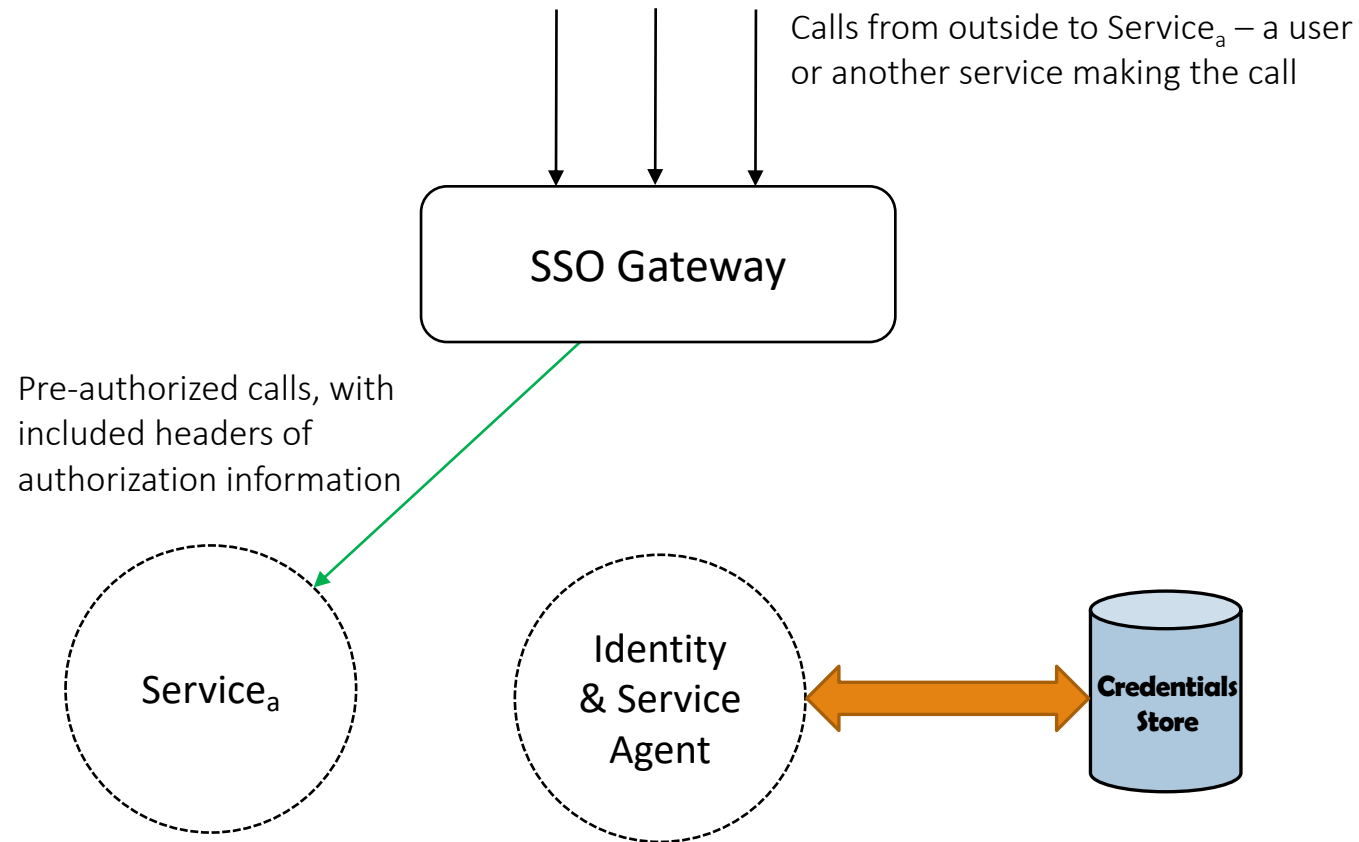 Calls from outside to Serviceₐ – a user
or another service making the call
SSO Gateway
Pre-authorized calls, with
included headers of
authorization information
Serviceₐ
Identity
& Service
Agent
Credentials
Store